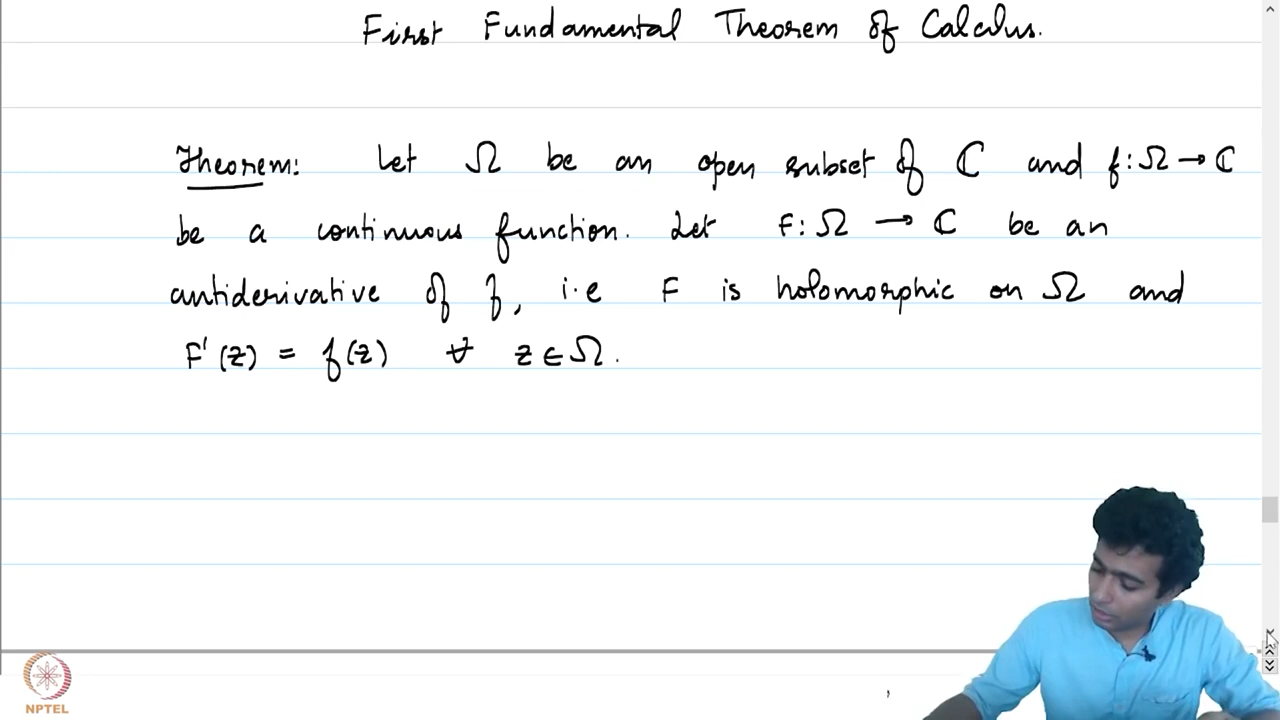 First Fundamental Theorem of Calculus.
Theorem: Let Ω be an open subset of ℂ and f: Ω → ℂ
be a continuous function. Let F: Ω → ℂ be an
antiderivative of f, i.e F is holomorphic on Ω and
F'(z) = f(z) ∀ z ∈ Ω.
NPTEL